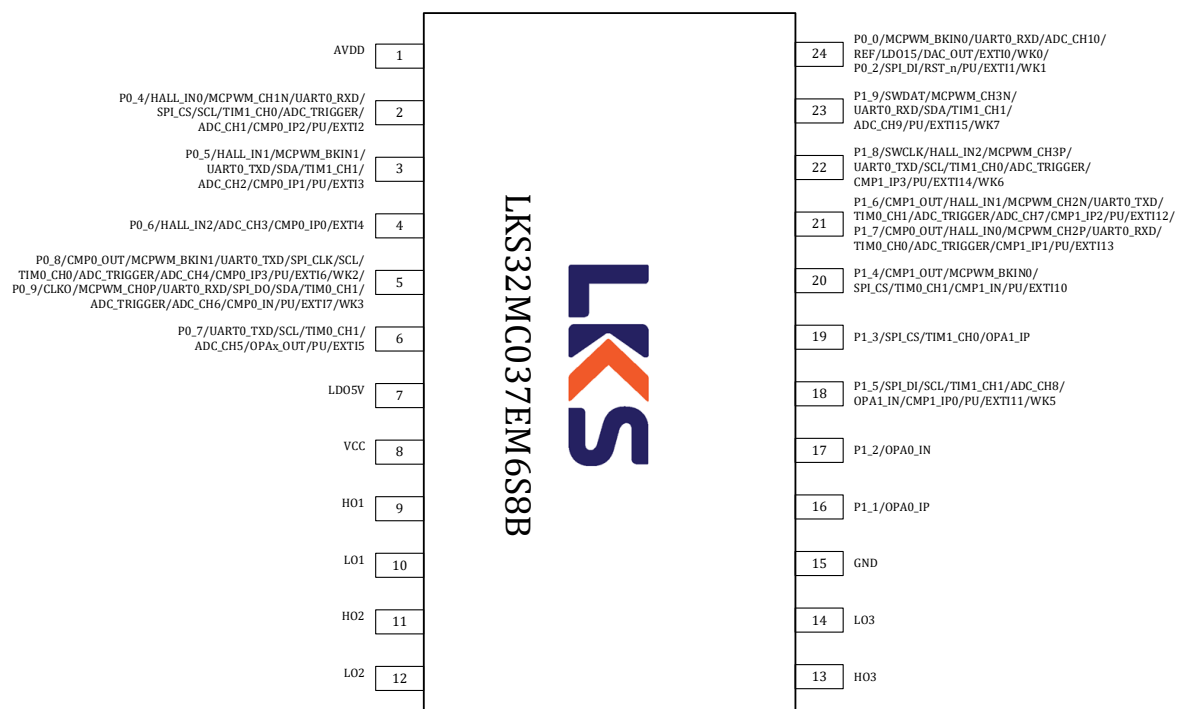 AVDD
1
P0_4/HALL_IN0/MCPWM_CH1N/UART0_RXD/
SPI_CS/SCL/TIM1_CH0/ADC_TRIGGER/
ADC_CH1/CMP0_IP2/PU/EXTI2
2
P0_5/HALL_IN1/MCPWM_BKIN1/
UART0_TXD/SDA/TIM1_CH1/
ADC_CH2/CMP0_IP1/PU/EXTI3
3
P0_6/HALL_IN2/ADC_CH3/CMP0_IP0/EXTI4
4
P0_8/CMP0_OUT/MCPWM_BKIN1/UART0_TXD/SPI_CLK/SCL/
TIM0_CH0/ADC_TRIGGER/ADC_CH4/CMP0_IP3/PU/EXTI6/WK2/
P0_9/CLKO/MCPWM_CH0P/UART0_RXD/SPI_DO/SDA/TIM0_CH1/
ADC_TRIGGER/ADC_CH6/CMP0_IN/PU/EXTI7/WK3
5
P0_7/UART0_TXD/SCL/TIM0_CH1/
ADC_CH5/OPAx_OUT/PU/EXTI5
6
LDO5V
7
VCC
8
HO1
9
LO1
10
HO2
11
LO2
12
LKS32MC037EM6S8B
LKS
24
P0_0/MCPWM_BKIN0/UART0_RXD/ADC_CH10/
REF/LDO15/DAC_OUT/EXTI0/WK0/
P0_2/SPI_DI/RST_n/PU/EXTI1/WK1
23
P1_9/SWDAT/MCPWM_CH3N/
UART0_RXD/SDA/TIM1_CH1/
ADC_CH9/PU/EXTI15/WK7
22
P1_8/SWCLK/HALL_IN2/MCPWM_CH3P/
UART0_TXD/SCL/TIM1_CH0/ADC_TRIGGER/
CMP1_IP3/PU/EXTI14/WK6
21
P1_6/CMP1_OUT/HALL_IN1/MCPWM_CH2N/UART0_TXD/
TIM0_CH1/ADC_TRIGGER/ADC_CH7/CMP1_IP2/PU/EXTI12/
P1_7/CMP0_OUT/HALL_IN0/MCPWM_CH2P/UART0_RXD/
TIM0_CH0/ADC_TRIGGER/CMP1_IP1/PU/EXTI13
20
P1_4/CMP1_OUT/MCPWM_BKIN0/
SPI_CS/TIM0_CH1/CMP1_IN/PU/EXTI10
19
P1_3/SPI_CS/TIM1_CH0/OPA1_IP
18
P1_5/SPI_DI/SCL/TIM1_CH1/ADC_CH8/
OPA1_IN/CMP1_IP0/PU/EXTI11/WK5
17
P1_2/OPA0_IN
16
P1_1/OPA0_IP
15
GND
14
LO3
13
HO3